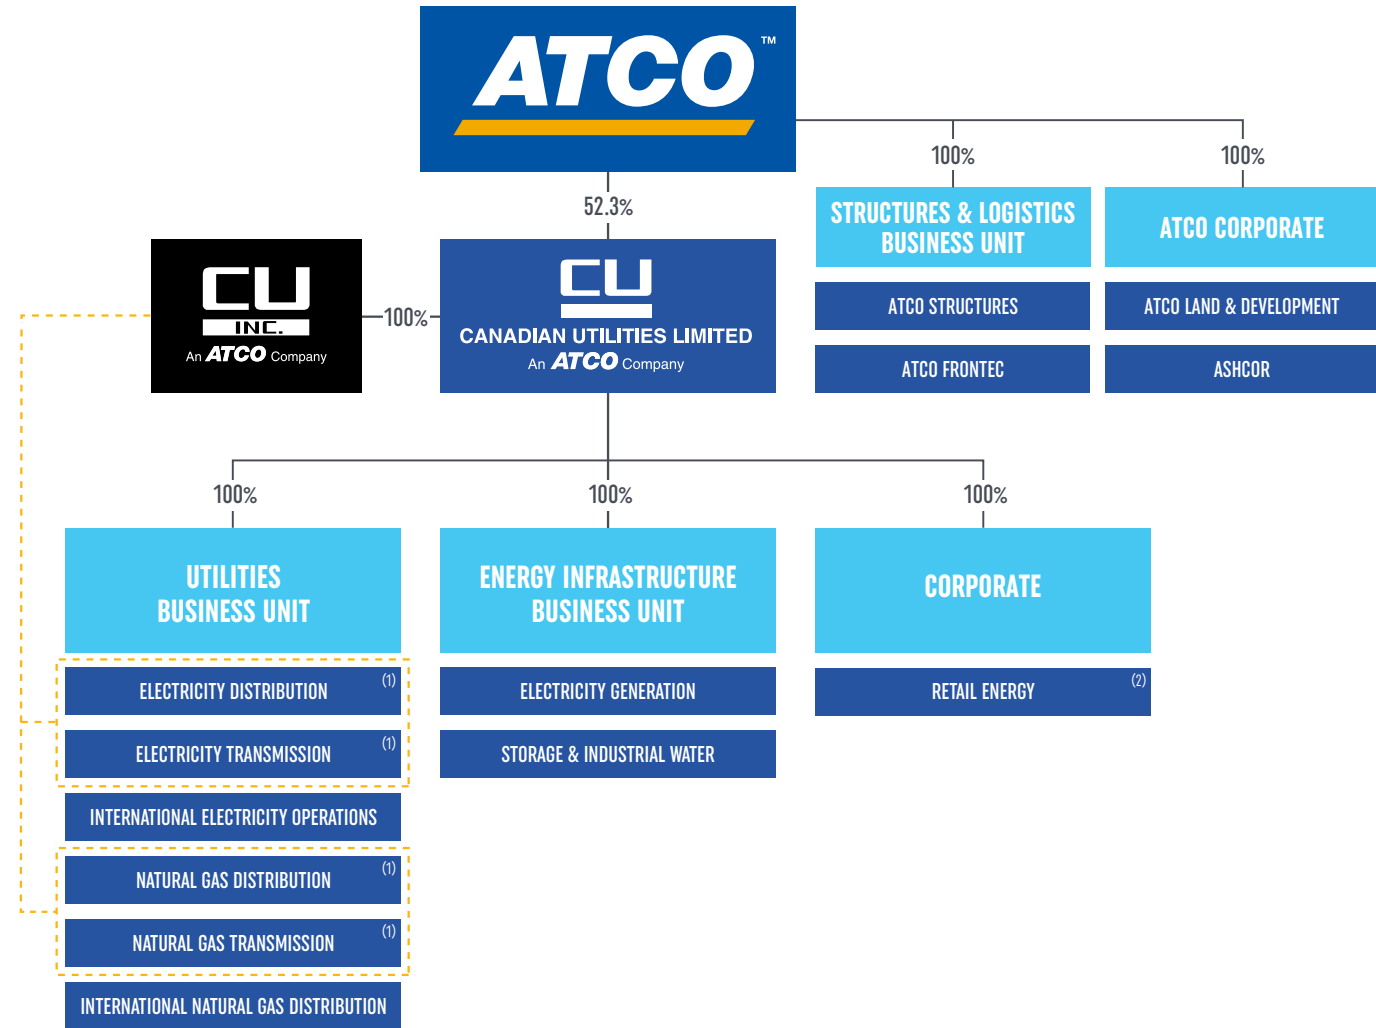 ATCO™
100%
100%
52.3%
STRUCTURES & LOGISTICS
BUSINESS UNIT
ATCO CORPORATE
CU
INC.
An ATCO Company
100%
CU
CANADIAN UTILITIES LIMITED
An ATCO Company
ATCO STRUCTURES
ATCO LAND & DEVELOPMENT
ATCO FRONTEC
ASHCOR
100%
100%
100%
UTILITIES
BUSINESS UNIT
ENERGY INFRASTRUCTURE
BUSINESS UNIT
CORPORATE
ELECTRICITY DISTRIBUTION (1)
ELECTRICITY GENERATION
RETAIL ENERGY (2)
ELECTRICITY TRANSMISSION (1)
STORAGE & INDUSTRIAL WATER
INTERNATIONAL ELECTRICITY OPERATIONS
NATURAL GAS DISTRIBUTION (1)
NATURAL GAS TRANSMISSION (1)
INTERNATIONAL NATURAL GAS DISTRIBUTION